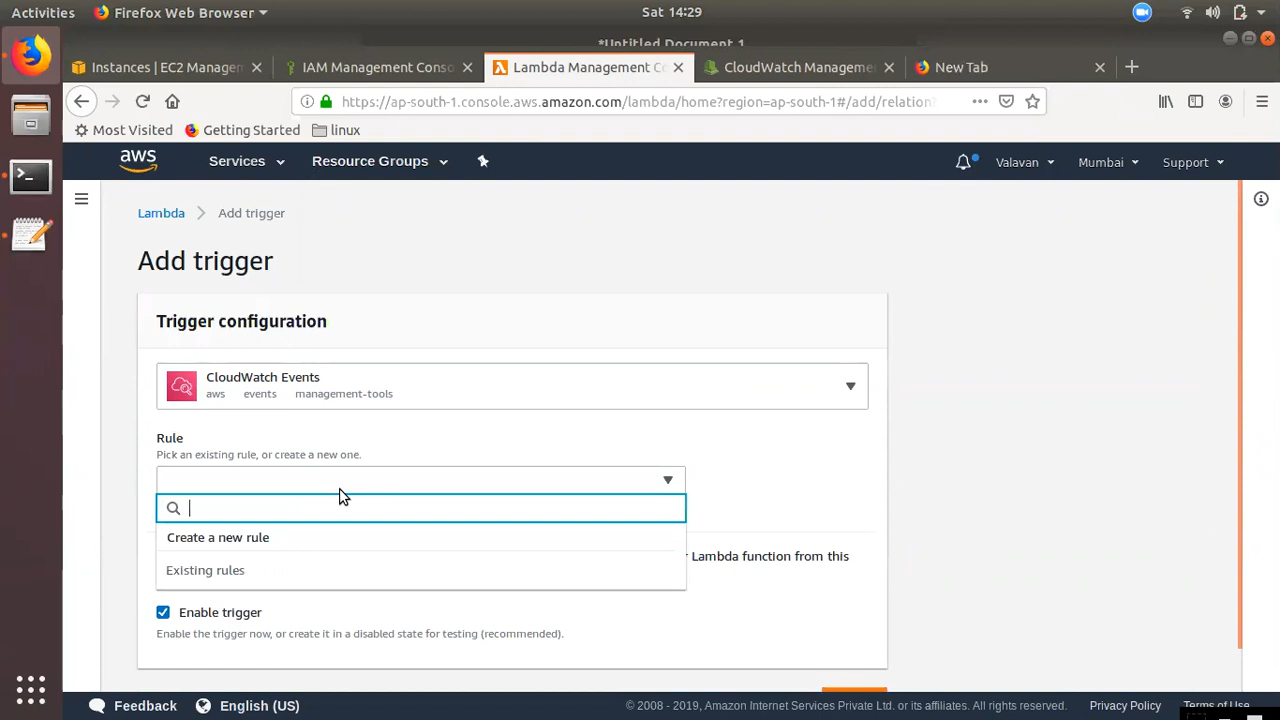 Activities
Firefox Web Browser
Sat 14:29
*Untitled Document 1
Instances | EC2 Manager
IAM Management Conso
Lambda Management Co
CloudWatch Manageme
New Tab
https://ap-south-1.console.aws.amazon.com/lambda/home?region=ap-south-1#/add/relation?
Most Visited
Getting Started
linux
aws
Services
Resource Groups
Valavan
Mumbai
Support
Lambda
Add trigger
Add trigger
Trigger configuration
CloudWatch Events
aws events management-tools
Rule
Pick an existing rule, or create a new one.
Create a new rule
Existing rules
Lambda function from this
Enable trigger
Enable the trigger now, or create it in a disabled state for testing (recommended).
Feedback
English (US)
© 2008 - 2019, Amazon Internet Services Private Ltd. or its affiliates. All rights reserved.
Privacy Policy
Terms of Use